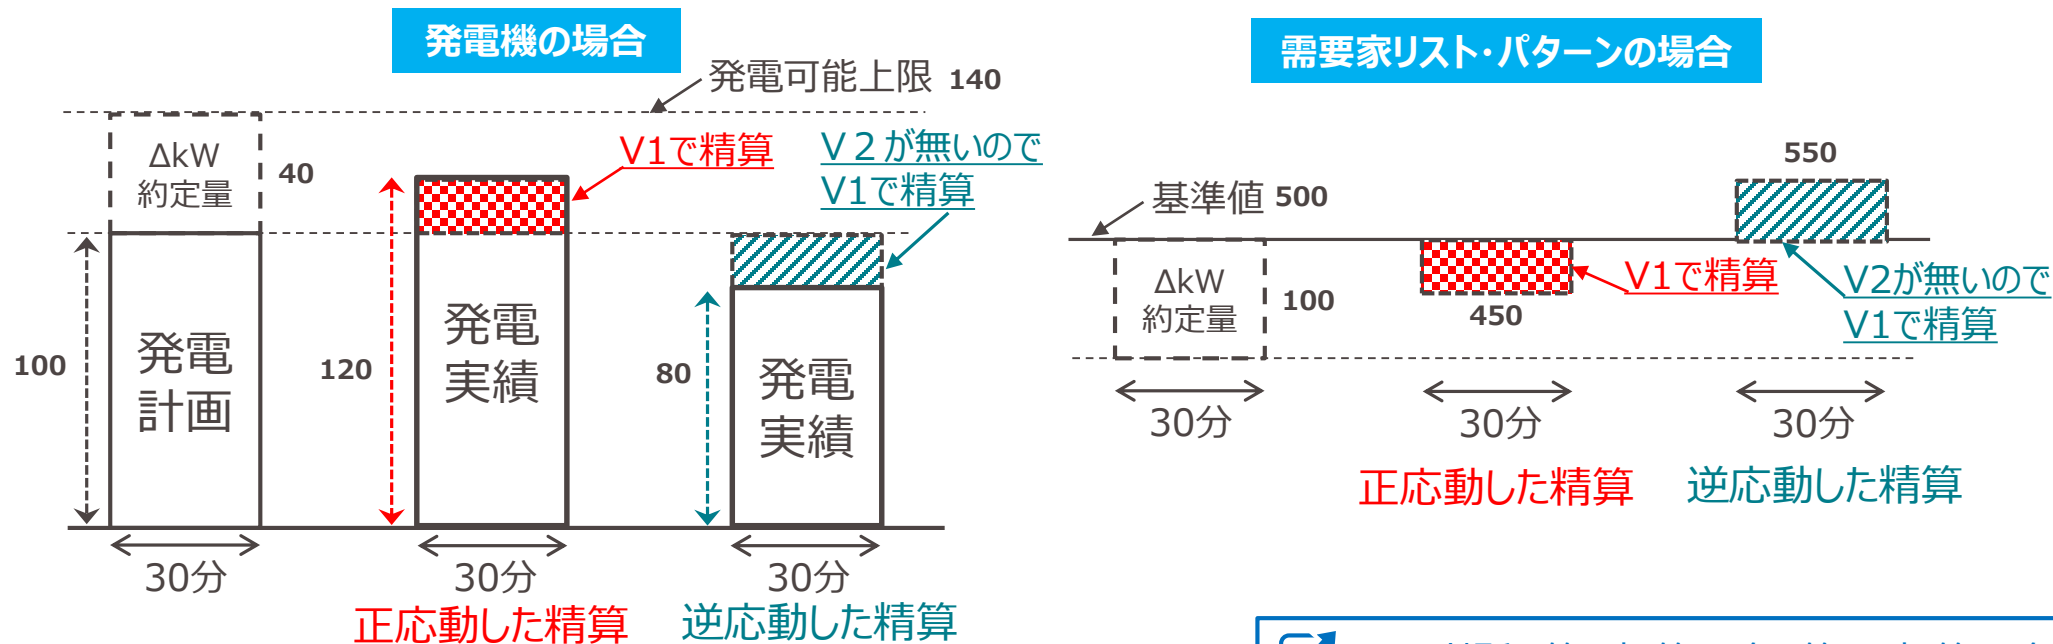 発電機の場合
発電可能上限 140
ΔkW
約定量
40
V1で精算
V２が無いので
V1で精算
100
発電
計画
120
発電
実績
80
発電
実績
30分
30分
30分
正応動した精算
逆応動した精算
需要家リスト・パターンの場合
基準値 500
ΔkW
約定量
100
450
V1で精算
550
V2が無いので
V1で精算
30分
30分
30分
正応動した精算
逆応動した精算